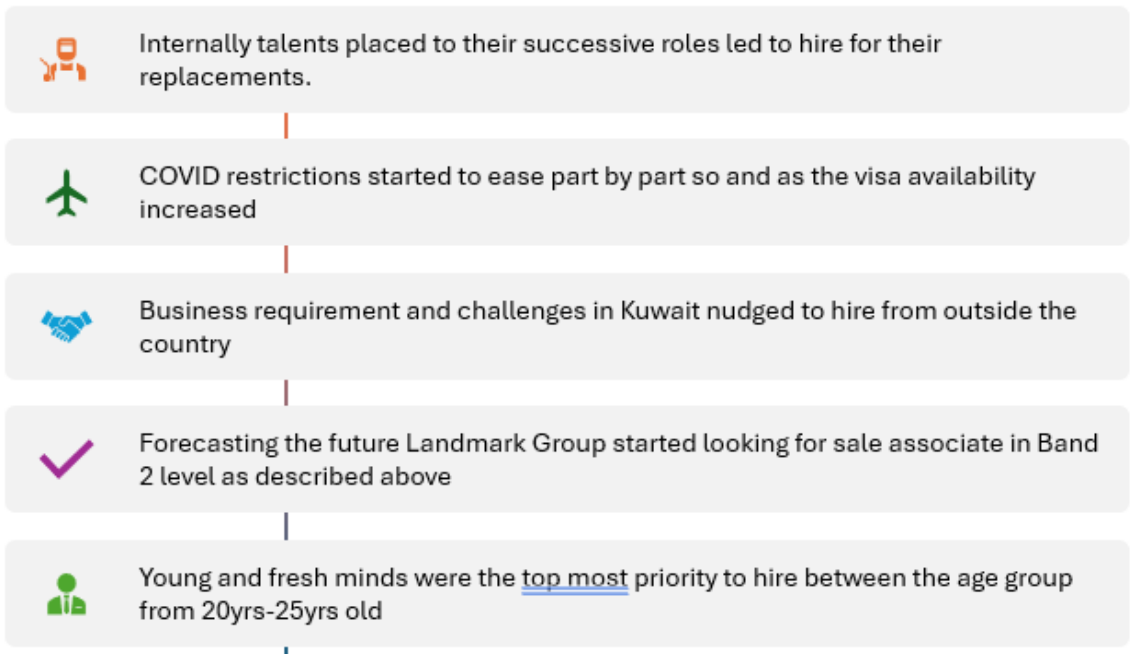 Internally talents placed to their successive roles led to hire for their
replacements.
COVID restrictions started to ease part by part so and as the visa availability
increased
Business requirement and challenges in Kuwait nudged to hire from outside the
country
Forecasting the future Landmark Group started looking for sale associate in Band
2 level as described above
Young and fresh minds were the top most priority to hire between the age group
from 20yrs-25yrs old